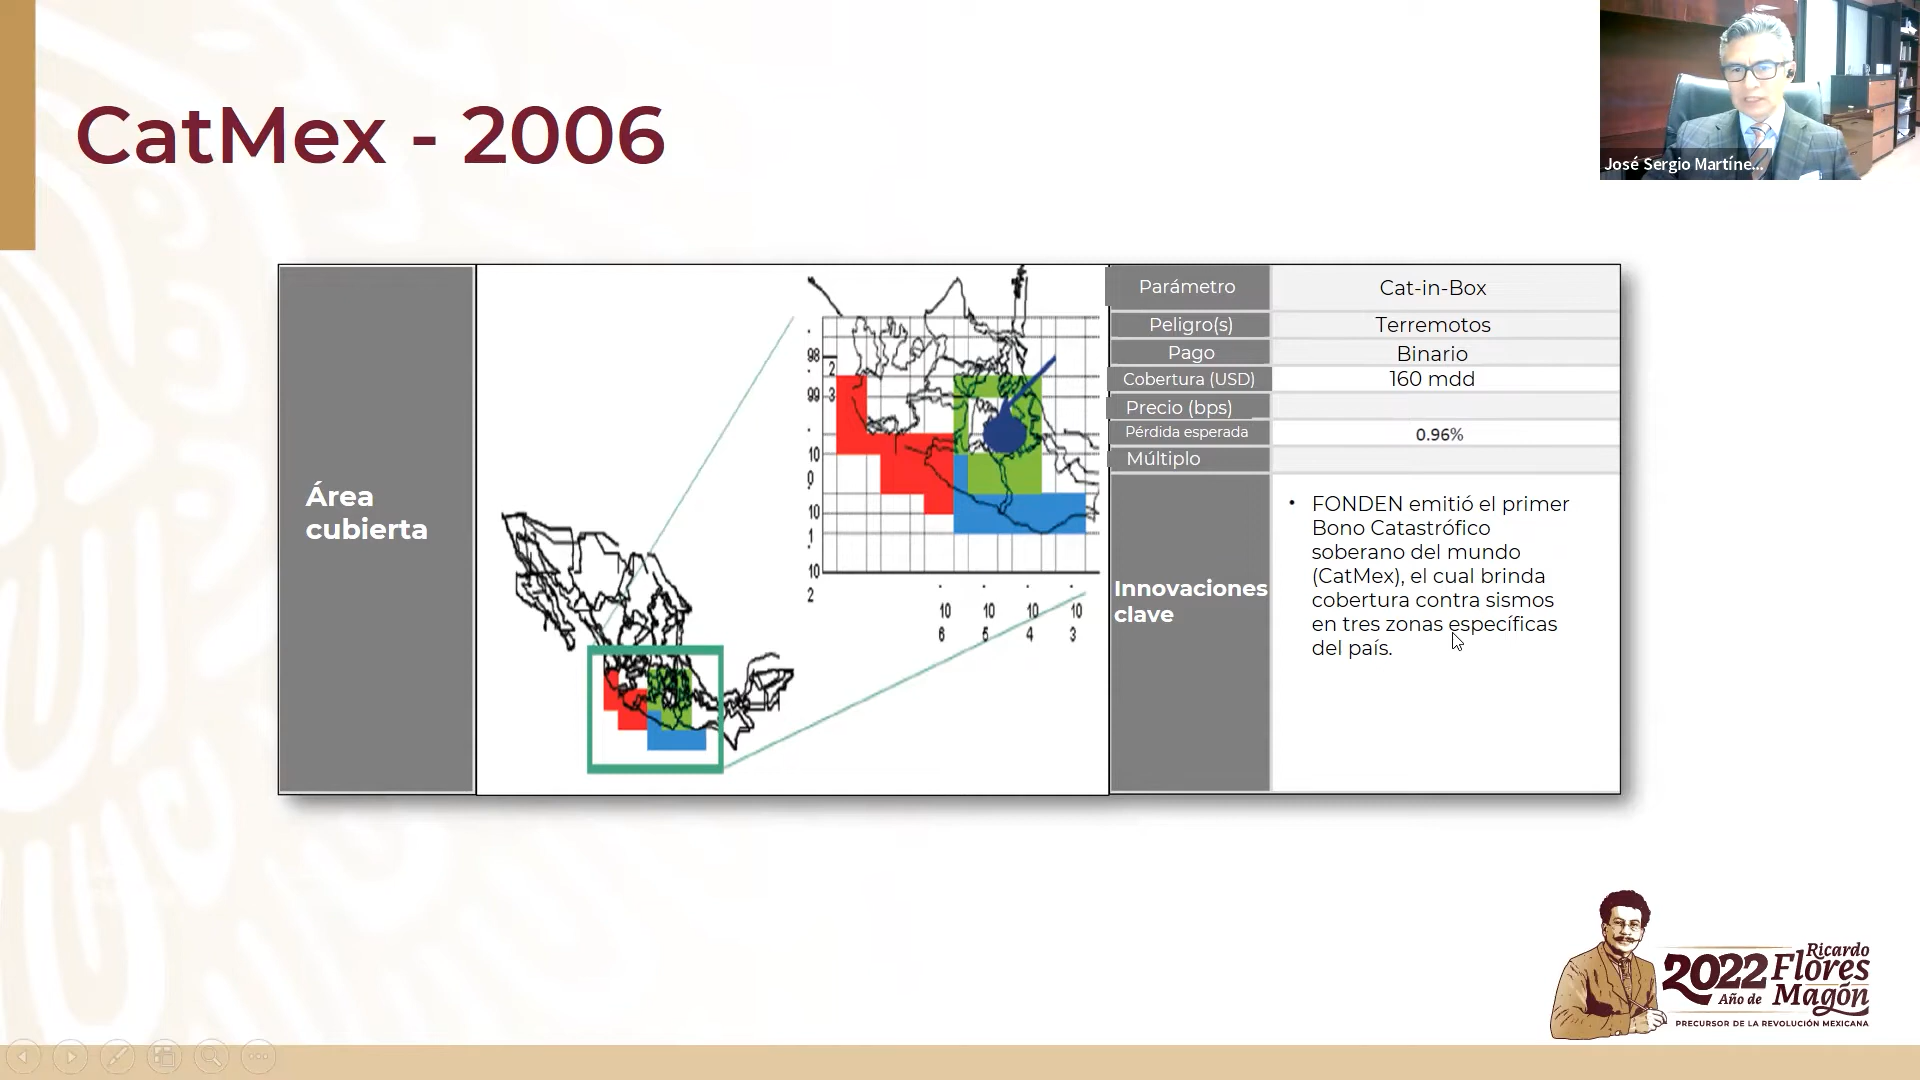 CatMex - 2006
José Sergio Martíne...
Área
cubierta
98
2
99
3
10
0
10
1
10
2
10
6
10
5
10
4
10
3
Parámetro
Cat-in-Box
Peligro(s)
Terremotos
Pago
Binario
Cobertura (USD)
160 mdd
Precio (bps)
Pérdida esperada
0.96%
Múltiplo
Innovaciones
clave
• FONDEN emitió el primer
Bono Catastrófico
soberano del mundo
(CatMex), el cual brinda
cobertura contra sismos
en tres zonas específicas
del país.
2022
Año de
Ricardo
Flores
Magón
PRECURSOR DE LA REVOLUCIÓN MEXICANA